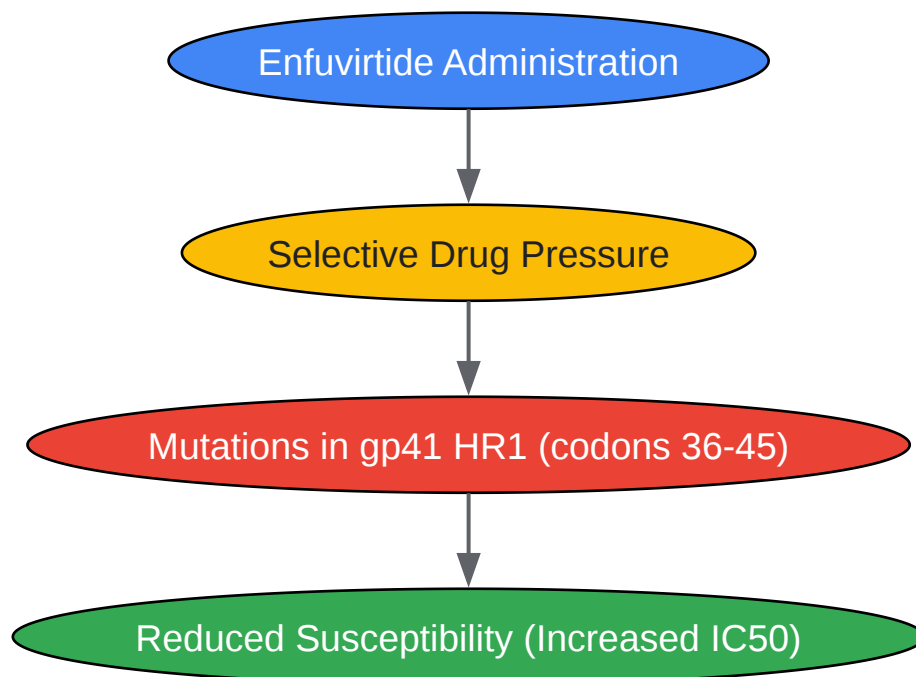 Enfuvirtide Administration
Selective Drug Pressure
Mutations in gp41 HR1 (codons 36-45)
Reduced Susceptibility (Increased IC50)